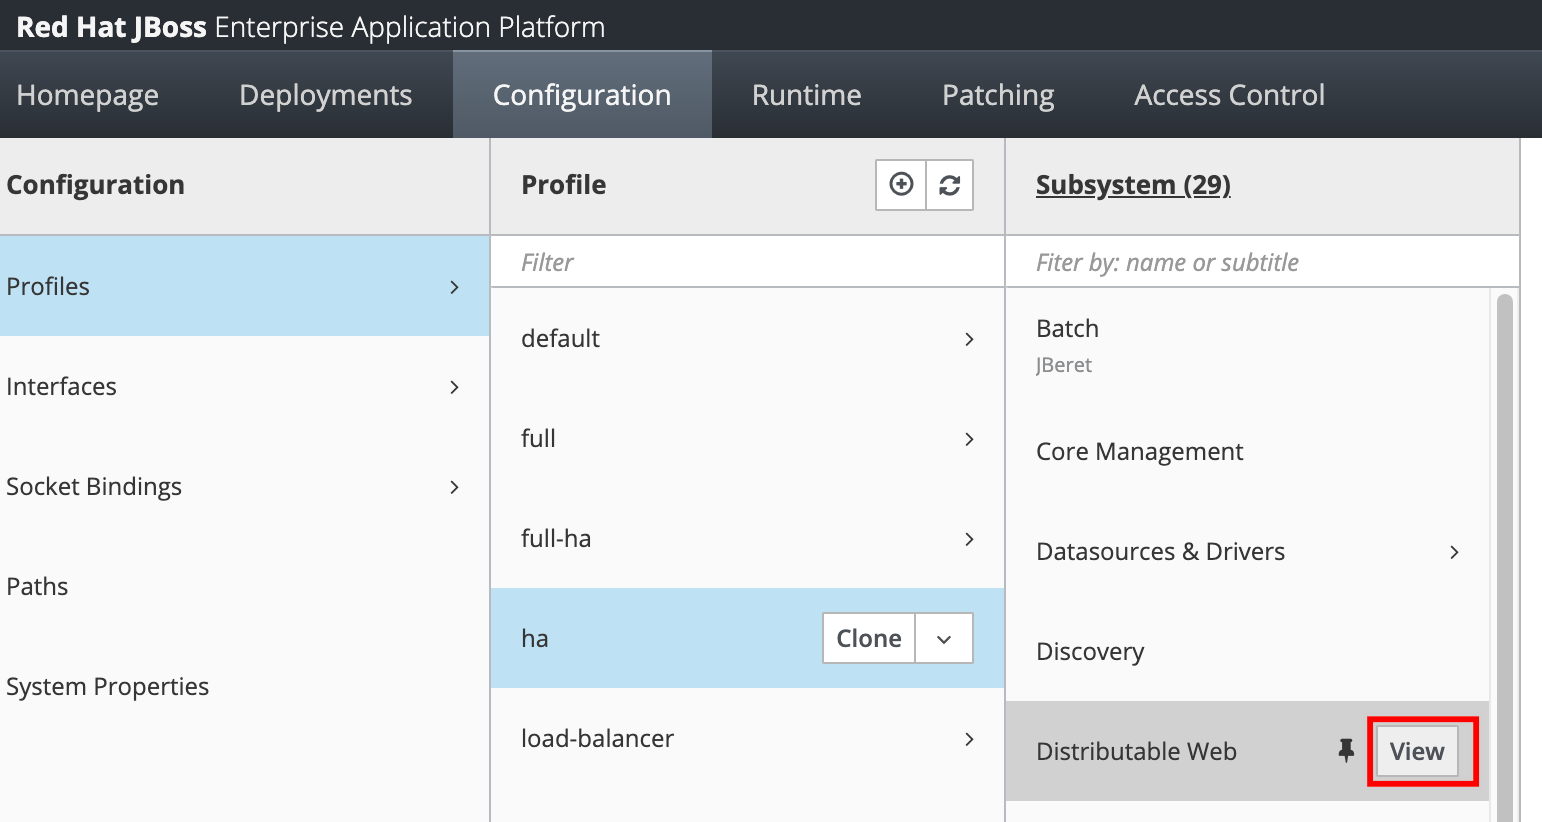 Red Hat JBoss Enterprise Application Platform
Homepage Deployments Configuration Runtime Patching Access Control
Configuration
Profiles
Interfaces
Socket Bindings
Paths
System Properties
Profile
Filter
default
full
full-ha
ha Clone
load-balancer
Subsystem (29)
Fiter by: name or subtitle
Batch
JBeret
Core Management
Datasources & Drivers
Discovery
Distributable Web View